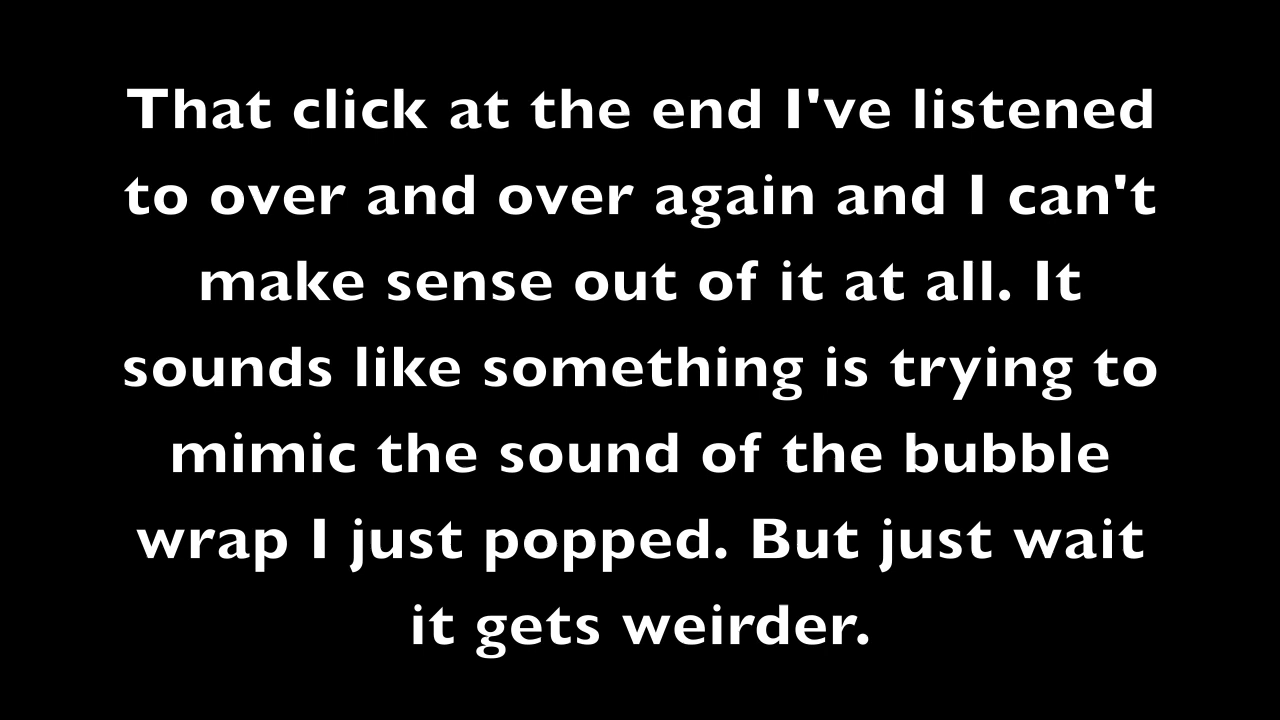 That click at the end I've listened
to over and over again and I can't
make sense out of it at all. It
sounds like something is trying to
mimic the sound of the bubble
wrap I just popped. But just wait
it gets weirder.